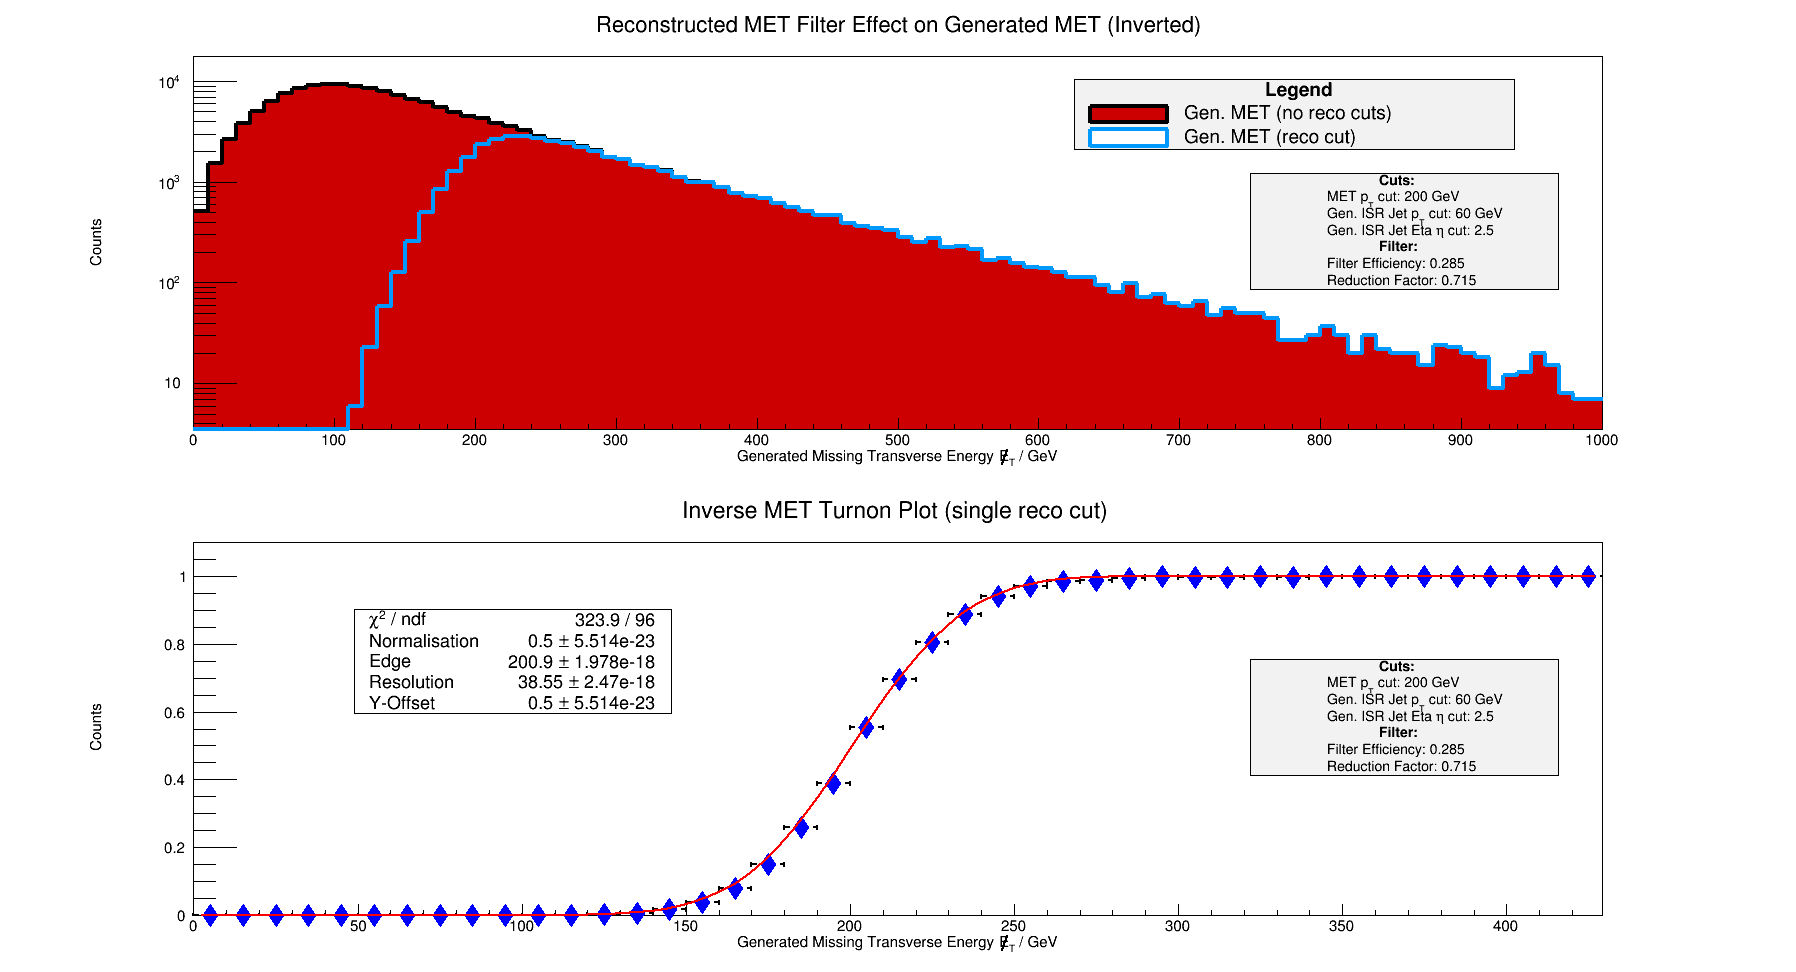 Reconstructed MET Filter Effect on Generated MET (Inverted)
Counts
10⁴
10³
10²
10
Legend
Gen. MET (no reco cuts)
Gen. MET (reco cut)
Cuts:
MET p_T cut: 200 GeV
Gen. ISR Jet p_T cut: 60 GeV
Gen. ISR Jet Eta η cut: 2.5
Filter:
Filter Efficiency: 0.285
Reduction Factor: 0.715
0 100 200 300 400 500 600 700 800 900 1000
Generated Missing Transverse Energy E̸_T / GeV
Inverse MET Turnon Plot (single reco cut)
Counts
1
0.8
0.6
0.4
0.2
0
χ² / ndf 323.9 / 96
Normalisation 0.5 ± 5.514e-23
Edge 200.9 ± 1.978e-18
Resolution 38.55 ± 2.47e-18
Y-Offset 0.5 ± 5.514e-23
Cuts:
MET p_T cut: 200 GeV
Gen. ISR Jet p_T cut: 60 GeV
Gen. ISR Jet Eta η cut: 2.5
Filter:
Filter Efficiency: 0.285
Reduction Factor: 0.715
0 50 100 150 200 250 300 350 400
Generated Missing Transverse Energy E̸_T / GeV